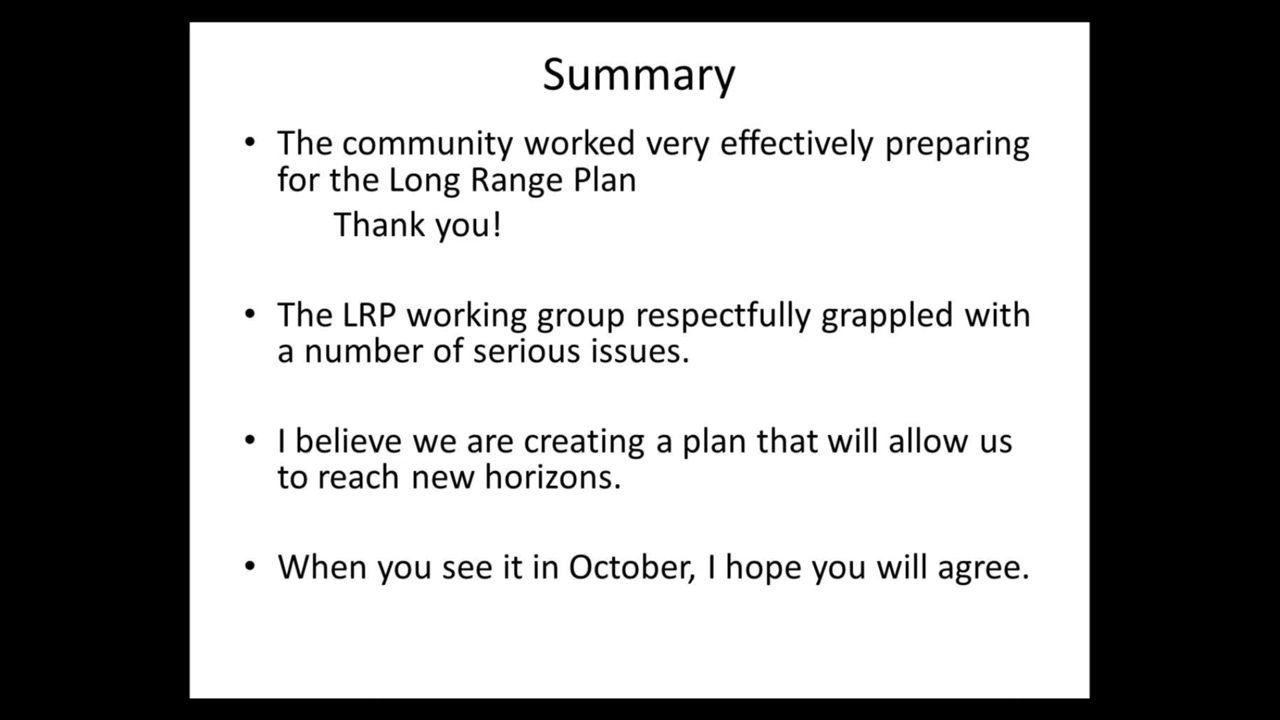 Summary
• The community worked very effectively preparing
for the Long Range Plan
Thank you!
• The LRP working group respectfully grappled with
a number of serious issues.
• I believe we are creating a plan that will allow us
to reach new horizons.
• When you see it in October, I hope you will agree.